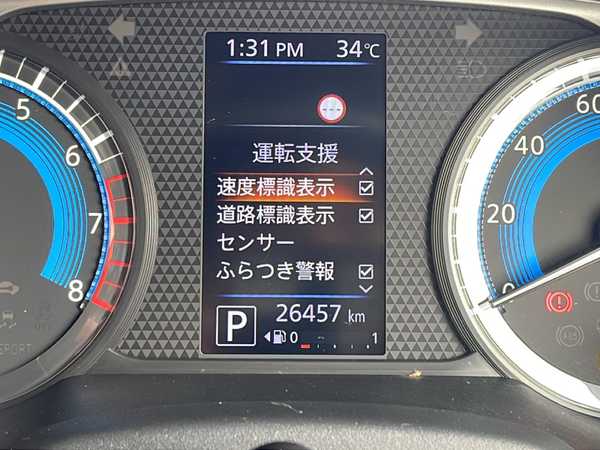 1:31 PM 34℃
運転支援
速度標識表示
道路標識表示
センサー
ふらつき警報
P 26457 km
0 1
5
6
7
8
60
40
20
0